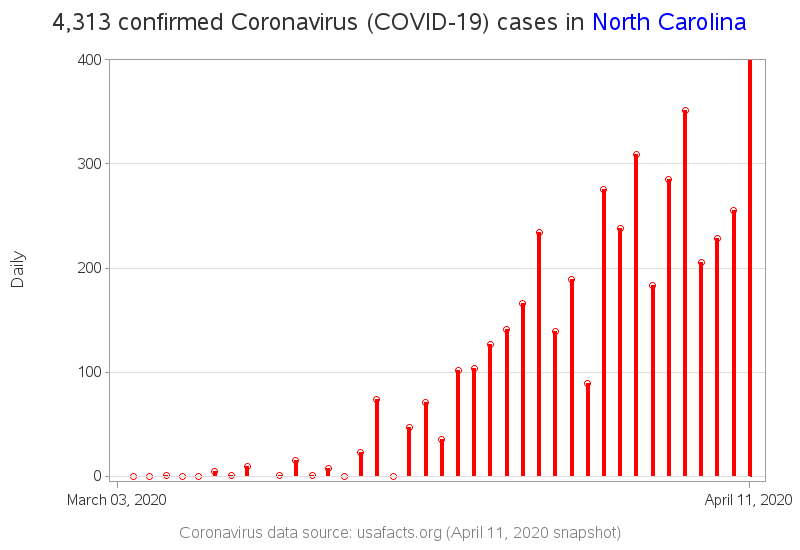 4,313 confirmed Coronavirus (COVID-19) cases in North Carolina
400
300
Daily
200
100
0
March 03, 2020
April 11, 2020
Coronavirus data source: usafacts.org (April 11, 2020 snapshot)